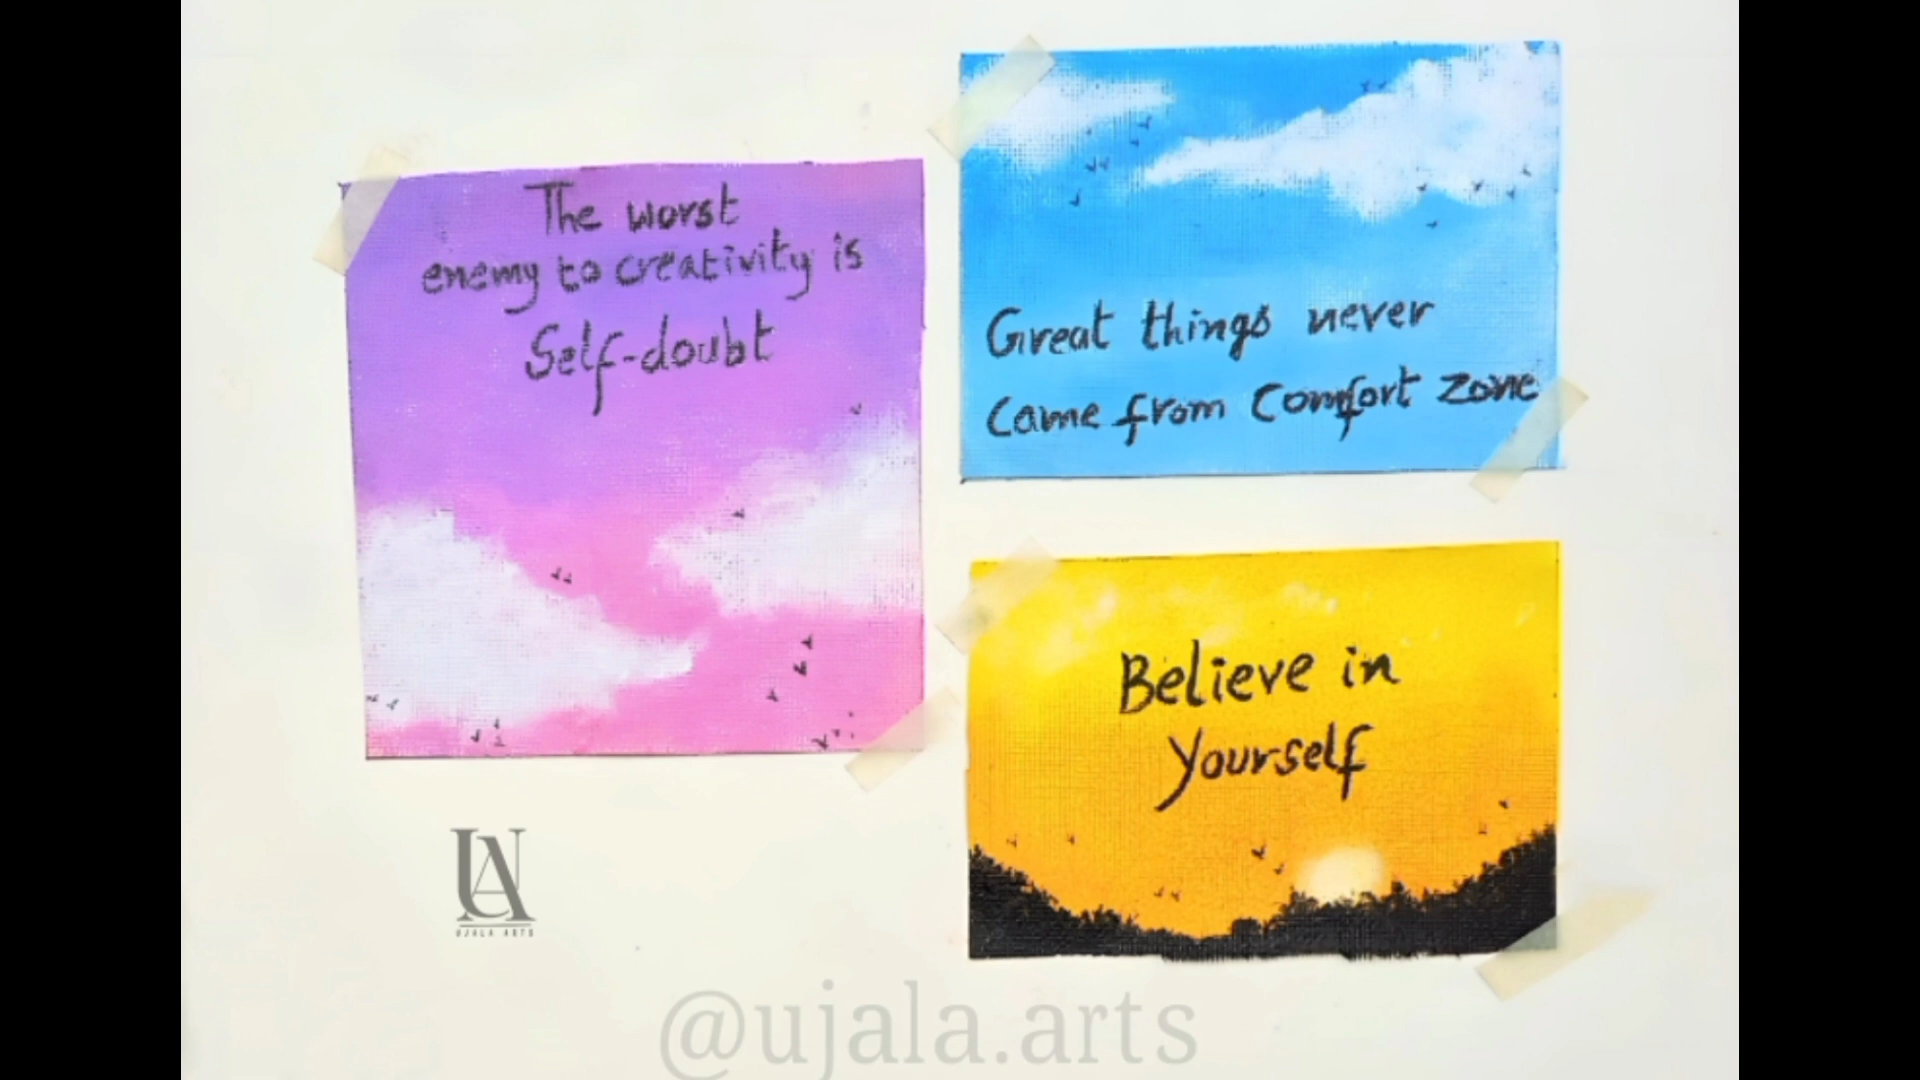 The worst
enemy to creativity is
Self-doubt
Great things never
Came from Comfort zone
Believe in
Yourself
UA
UJALA ARTS
@ujala.arts